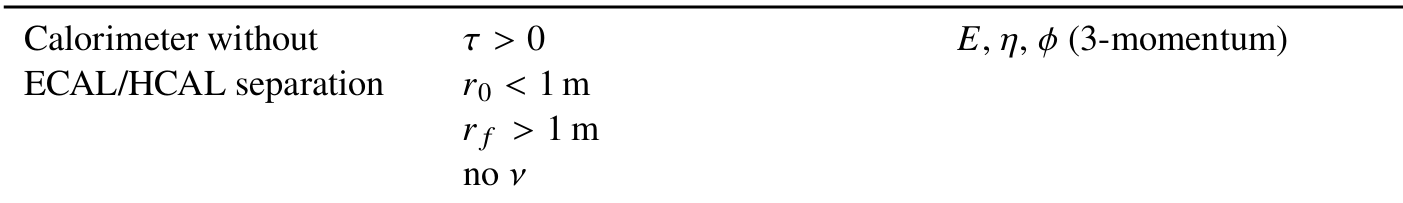 Calorimeter without τ > 0 E, η, ϕ (3-momentum)
ECAL/HCAL separation r₀ < 1 m
r_f > 1 m
no ν